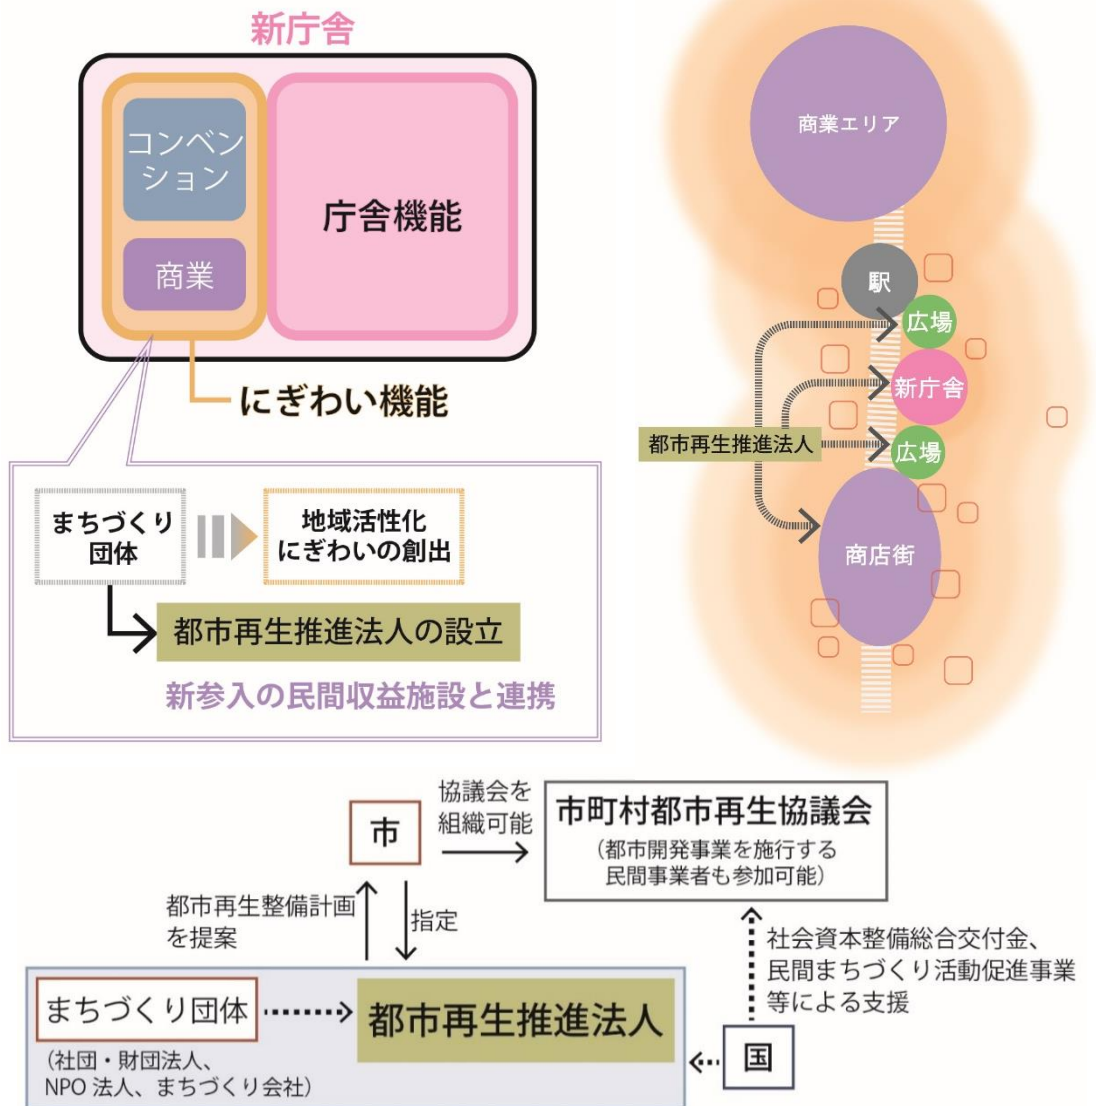 新庁舎
コンベン
ション
商業
庁舎機能
にぎわい機能
まちづくり
団体
地域活性化
にぎわいの創出
都市再生推進法人の設立
新参入の民間収益施設と連携
商業エリア
駅
広場
新庁舎
都市再生推進法人
広場
商店街
市
協議会を
組織可能
市町村都市再生協議会
（都市開発事業を施行する
民間事業者も参加可能）
都市再生整備計画
を提案
指定
社会資本整備総合交付金、
民間まちづくり活動促進事業
等による支援
まちづくり団体
都市再生推進法人
（社団・財団法人、
NPO 法人、まちづくり会社）
国